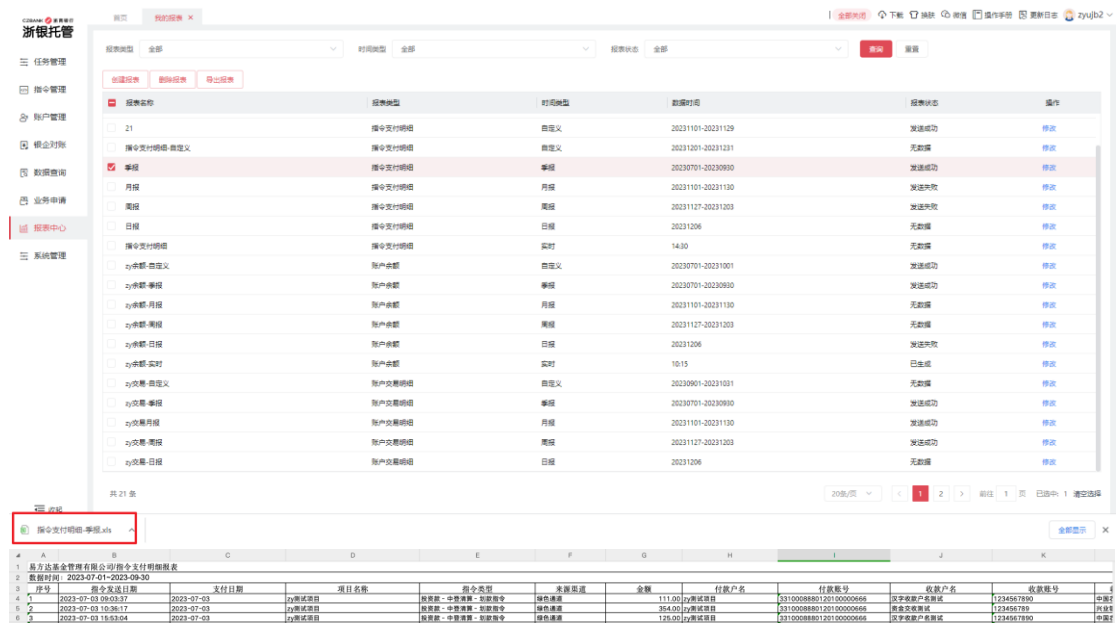 CZBANK 浙商银行
浙银托管
首页 我的报表 ×
全部关闭 下载 换肤 微信 操作手册 更新日志 zyujb2
任务管理
指令管理
账户管理
银企对账
数据查询
业务申请
报表中心
系统管理
收起
报表类型 全部 时间类型 全部 报表状态 全部 查询 重置
创建报表 删除报表 导出报表
报表名称 报表类型 时间类型 数据时间 报表状态 操作
21 指令支付明细 自定义 20231101-20231129 发送成功 修改
指令支付明细-自定义 指令支付明细 自定义 20231201-20231231 无数据 修改
季报 指令支付明细 季报 20230701-20230930 发送成功 修改
月报 指令支付明细 月报 20231101-20231130 发送失败 修改
周报 指令支付明细 周报 20231127-20231203 发送失败 修改
日报 指令支付明细 日报 20231206 无数据 修改
指令支付明细 指令支付明细 实时 14:30 无数据 修改
zy余额-自定义 账户余额 自定义 20230701-20231001 发送成功 修改
zy余额-季报 账户余额 季报 20230701-20230930 发送成功 修改
zy余额-月报 账户余额 月报 20231101-20231130 无数据 修改
zy余额-周报 账户余额 周报 20231127-20231203 无数据 修改
zy余额-日报 账户余额 日报 20231206 发送失败 修改
zy余额-实时 账户余额 实时 10:15 已生成 修改
zy交易-自定义 账户交易明细 自定义 20230901-20231031 无数据 修改
zy交易-季报 账户交易明细 季报 20230701-20230930 发送成功 修改
zy交易月报 账户交易明细 月报 20231101-20231130 发送成功 修改
zy交易-周报 账户交易明细 周报 20231127-20231203 发送成功 修改
zy交易-日报 账户交易明细 日报 20231206 无数据 修改
共 21 条 20条/页 < 1 2 > 前往 1 页 已选中: 1 清空选择
指令支付明细-季报.xls 全部显示 ×
A B C D E F G H I J K
1 易方达基金管理有限公司/指令支付明细报表
2 数据时间：2023-07-01~2023-09-30
3 序号 指令发送日期 支付日期 项目名称 指令类型 来源渠道 金额 付款户名 付款账号 收款户名 收款账号
4 1 2023-07-03 09:03:37 2023-07-03 zy测试项目 投资款 - 中登清算 - 划款指令 绿色通道 111.00 zy测试项目 3310008880120100000666 汉字收款户名测试 1234567890
5 2 2023-07-03 10:36:17 2023-07-03 zy测试项目 投资款 - 中登清算 - 划款指令 绿色通道 354.00 zy测试项目 3310008880120100000666 资金交收测试 123456789
6 3 2023-07-03 15:53:04 2023-07-03 zy测试项目 投资款 - 中登清算 - 划款指令 绿色通道 125.00 zy测试项目 3310008880120100000666 汉字收款户名测试 1234567890